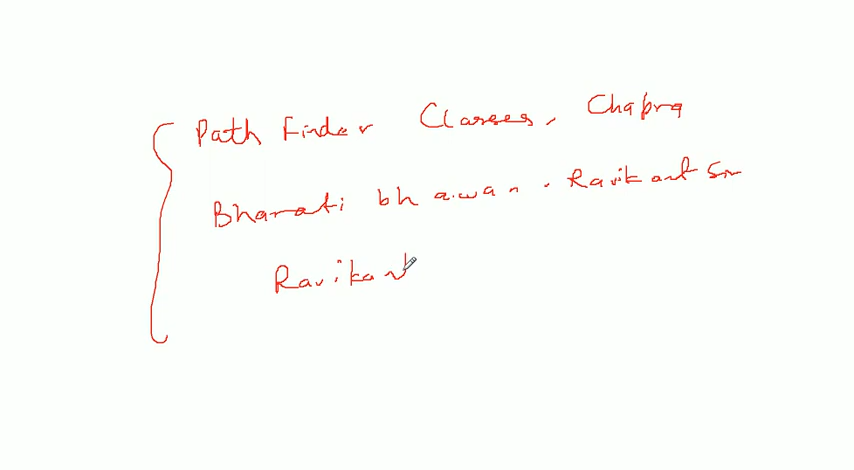 Path Finder Classes, Chapra
Bharati bhawan. Ravikant Sir
Ravikant